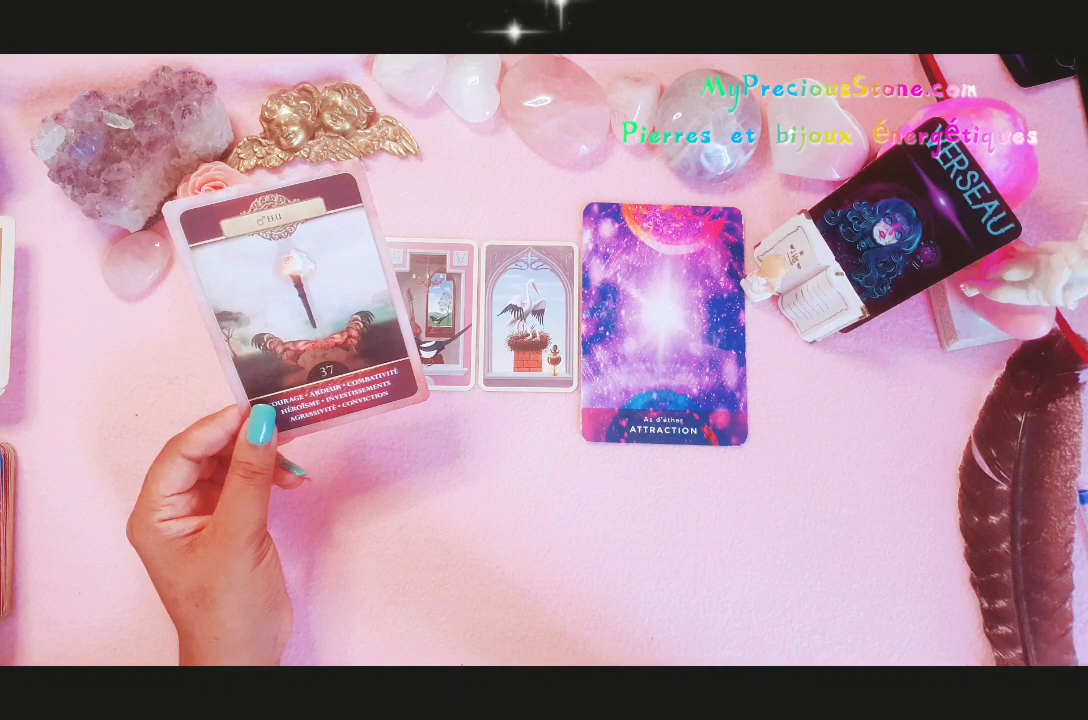 MyPreciousStone.com
Pierres et bijoux énergétiques
VERSEAU
♂ FEU
37
COURAGE • ARDEUR • COMBATIVITÉ
HÉROÏSME • INVESTISSEMENTS
AGRESSIVITÉ • CONVICTION
As d'éther
ATTRACTION